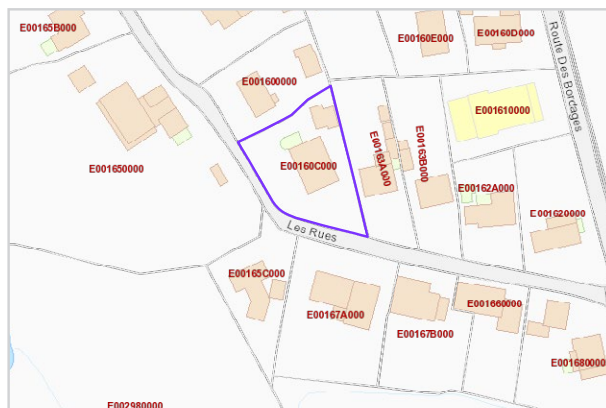 E00165B000
E00160E000
E00160D000
Route Des Bordages
E001600000
E001610000
E001650000
E00160C000
E00163A000
E00163B000
E00162A000
E001620000
Les Rues
E00165C000
E00167A000
E001660000
E00167B000
E001680000
E002980000